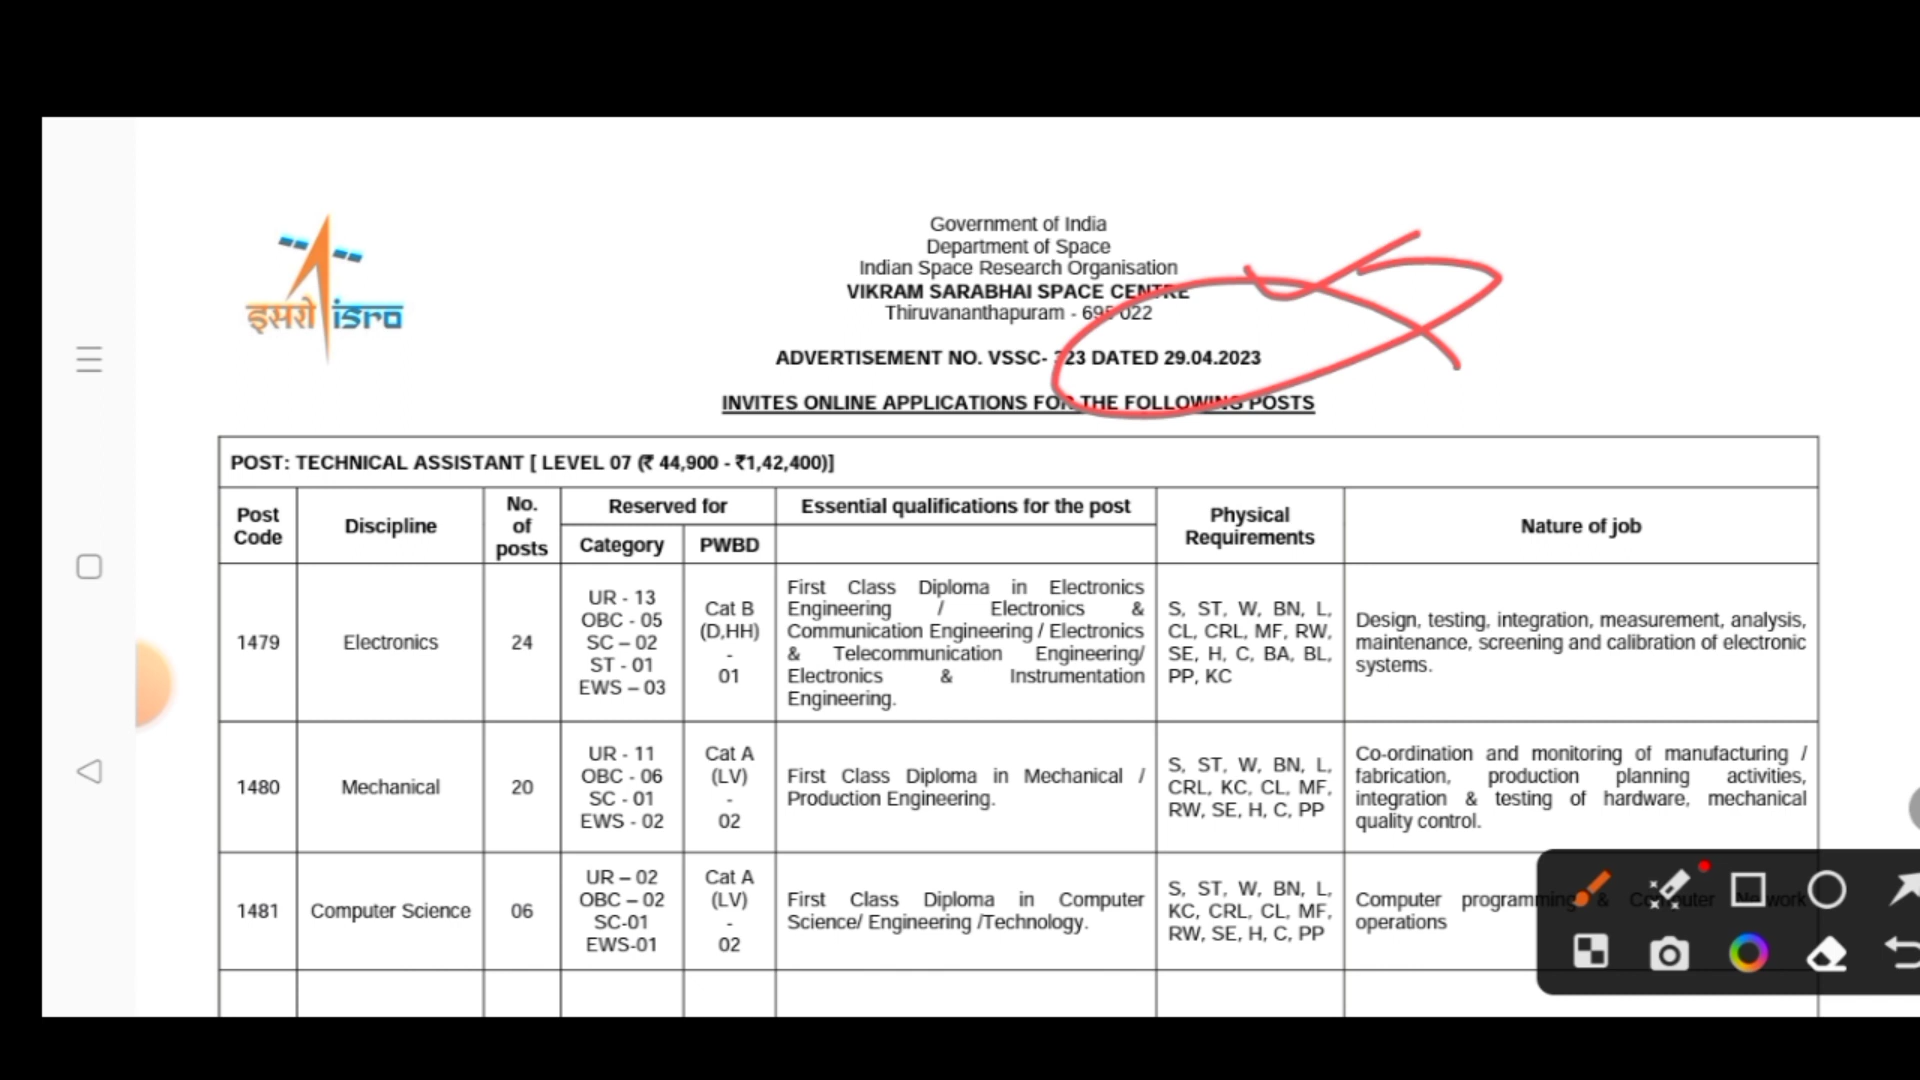 Government of India
Department of Space
Indian Space Research Organisation
VIKRAM SARABHAI SPACE CENTRE
Thiruvananthapuram - 695 022
इसरो isro
ADVERTISEMENT NO. VSSC- 323 DATED 29.04.2023
INVITES ONLINE APPLICATIONS FOR THE FOLLOWING POSTS
POST: TECHNICAL ASSISTANT [ LEVEL 07 (₹ 44,900 - ₹1,42,400)]
Post
Code
Discipline
No.
of
posts
Reserved for
Category
PWBD
Essential qualifications for the post
Physical
Requirements
Nature of job
1479
Electronics
24
UR - 13
OBC - 05
SC – 02
ST - 01
EWS – 03
Cat B
(D,HH)
-
01
First Class Diploma in Electronics
Engineering / Electronics &
Communication Engineering / Electronics
& Telecommunication Engineering/
Electronics & Instrumentation
Engineering.
S, ST, W, BN, L,
CL, CRL, MF, RW,
SE, H, C, BA, BL,
PP, KC
Design, testing, integration, measurement, analysis,
maintenance, screening and calibration of electronic
systems.
1480
Mechanical
20
UR - 11
OBC - 06
SC - 01
EWS - 02
Cat A
(LV)
-
02
First Class Diploma in Mechanical /
Production Engineering.
S, ST, W, BN, L,
CRL, KC, CL, MF,
RW, SE, H, C, PP
Co-ordination and monitoring of manufacturing /
fabrication, production planning activities,
integration & testing of hardware, mechanical
quality control.
1481
Computer Science
06
UR – 02
OBC – 02
SC-01
EWS-01
Cat A
(LV)
-
02
First Class Diploma in Computer
Science/ Engineering /Technology.
S, ST, W, BN, L,
KC, CRL, CL, MF,
RW, SE, H, C, PP
Computer programming & Computer Network
operations